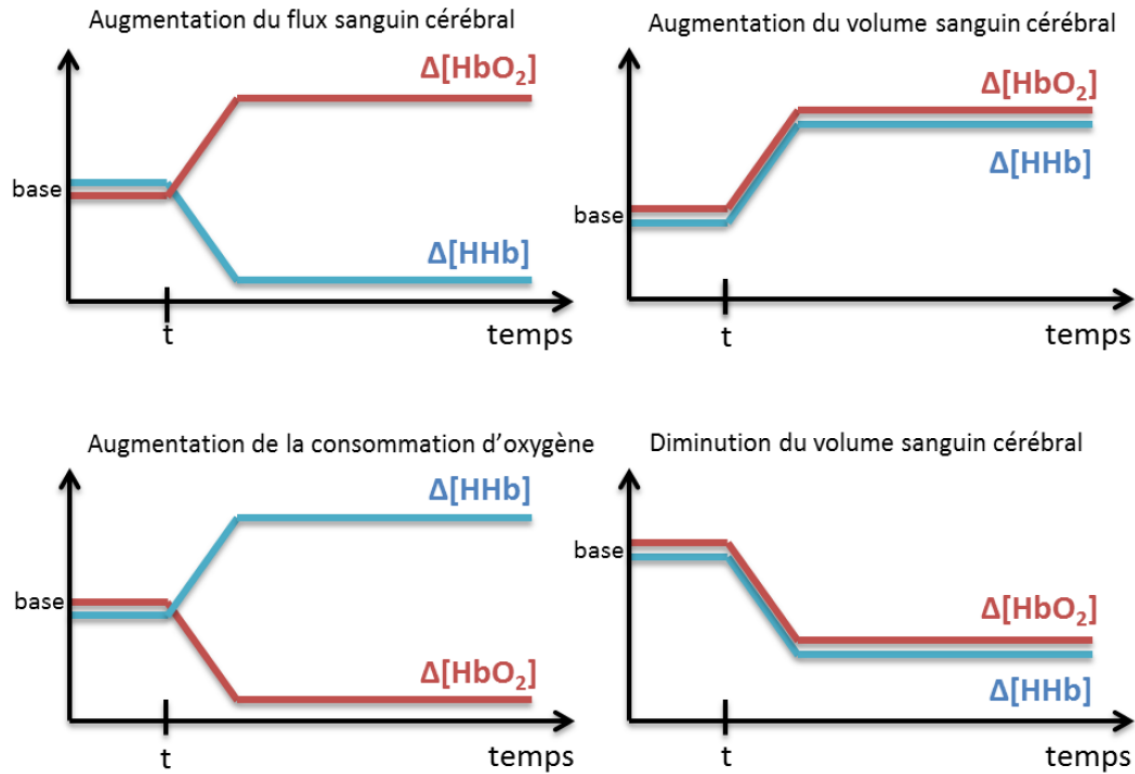 Augmentation du flux sanguin cérébral
Δ[HbO₂]
base
Δ[HHb]
t
temps
Augmentation du volume sanguin cérébral
Δ[HbO₂]
Δ[HHb]
base
t
temps
Augmentation de la consommation d'oxygène
Δ[HHb]
base
Δ[HbO₂]
t
temps
Diminution du volume sanguin cérébral
base
Δ[HbO₂]
Δ[HHb]
t
temps